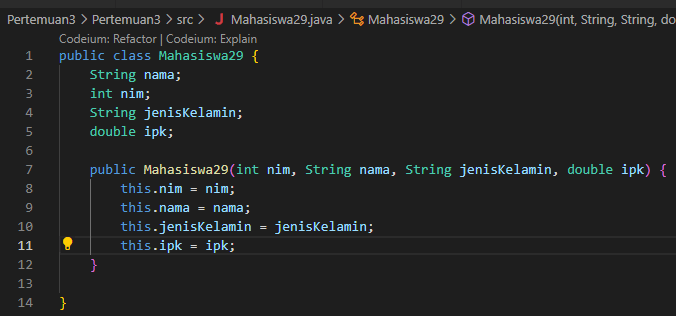 Pertemuan3 > Pertemuan3 > src > J Mahasiswa29.java > Mahasiswa29 > Mahasiswa29(int, String, String, do
Codeium: Refactor | Codeium: Explain
1 public class Mahasiswa29 {
2     String nama;
3     int nim;
4     String jenisKelamin;
5     double ipk;
6
7     public Mahasiswa29(int nim, String nama, String jenisKelamin, double ipk) {
8         this.nim = nim;
9         this.nama = nama;
10         this.jenisKelamin = jenisKelamin;
11         this.ipk = ipk;
12     }
13
14 }